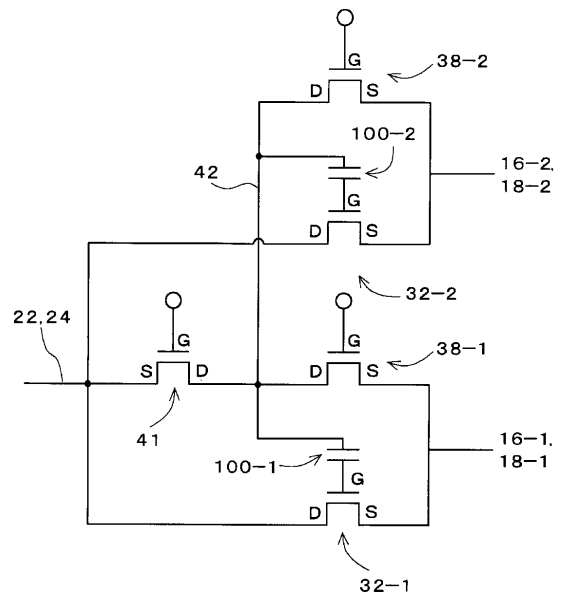 G
38-2
D S
100-2
16-2,
18-2
42
G
D S
32-2
22,24
G
G
38-1
S D
D S
41
16-1,
18-1
100-1
G
D S
32-1